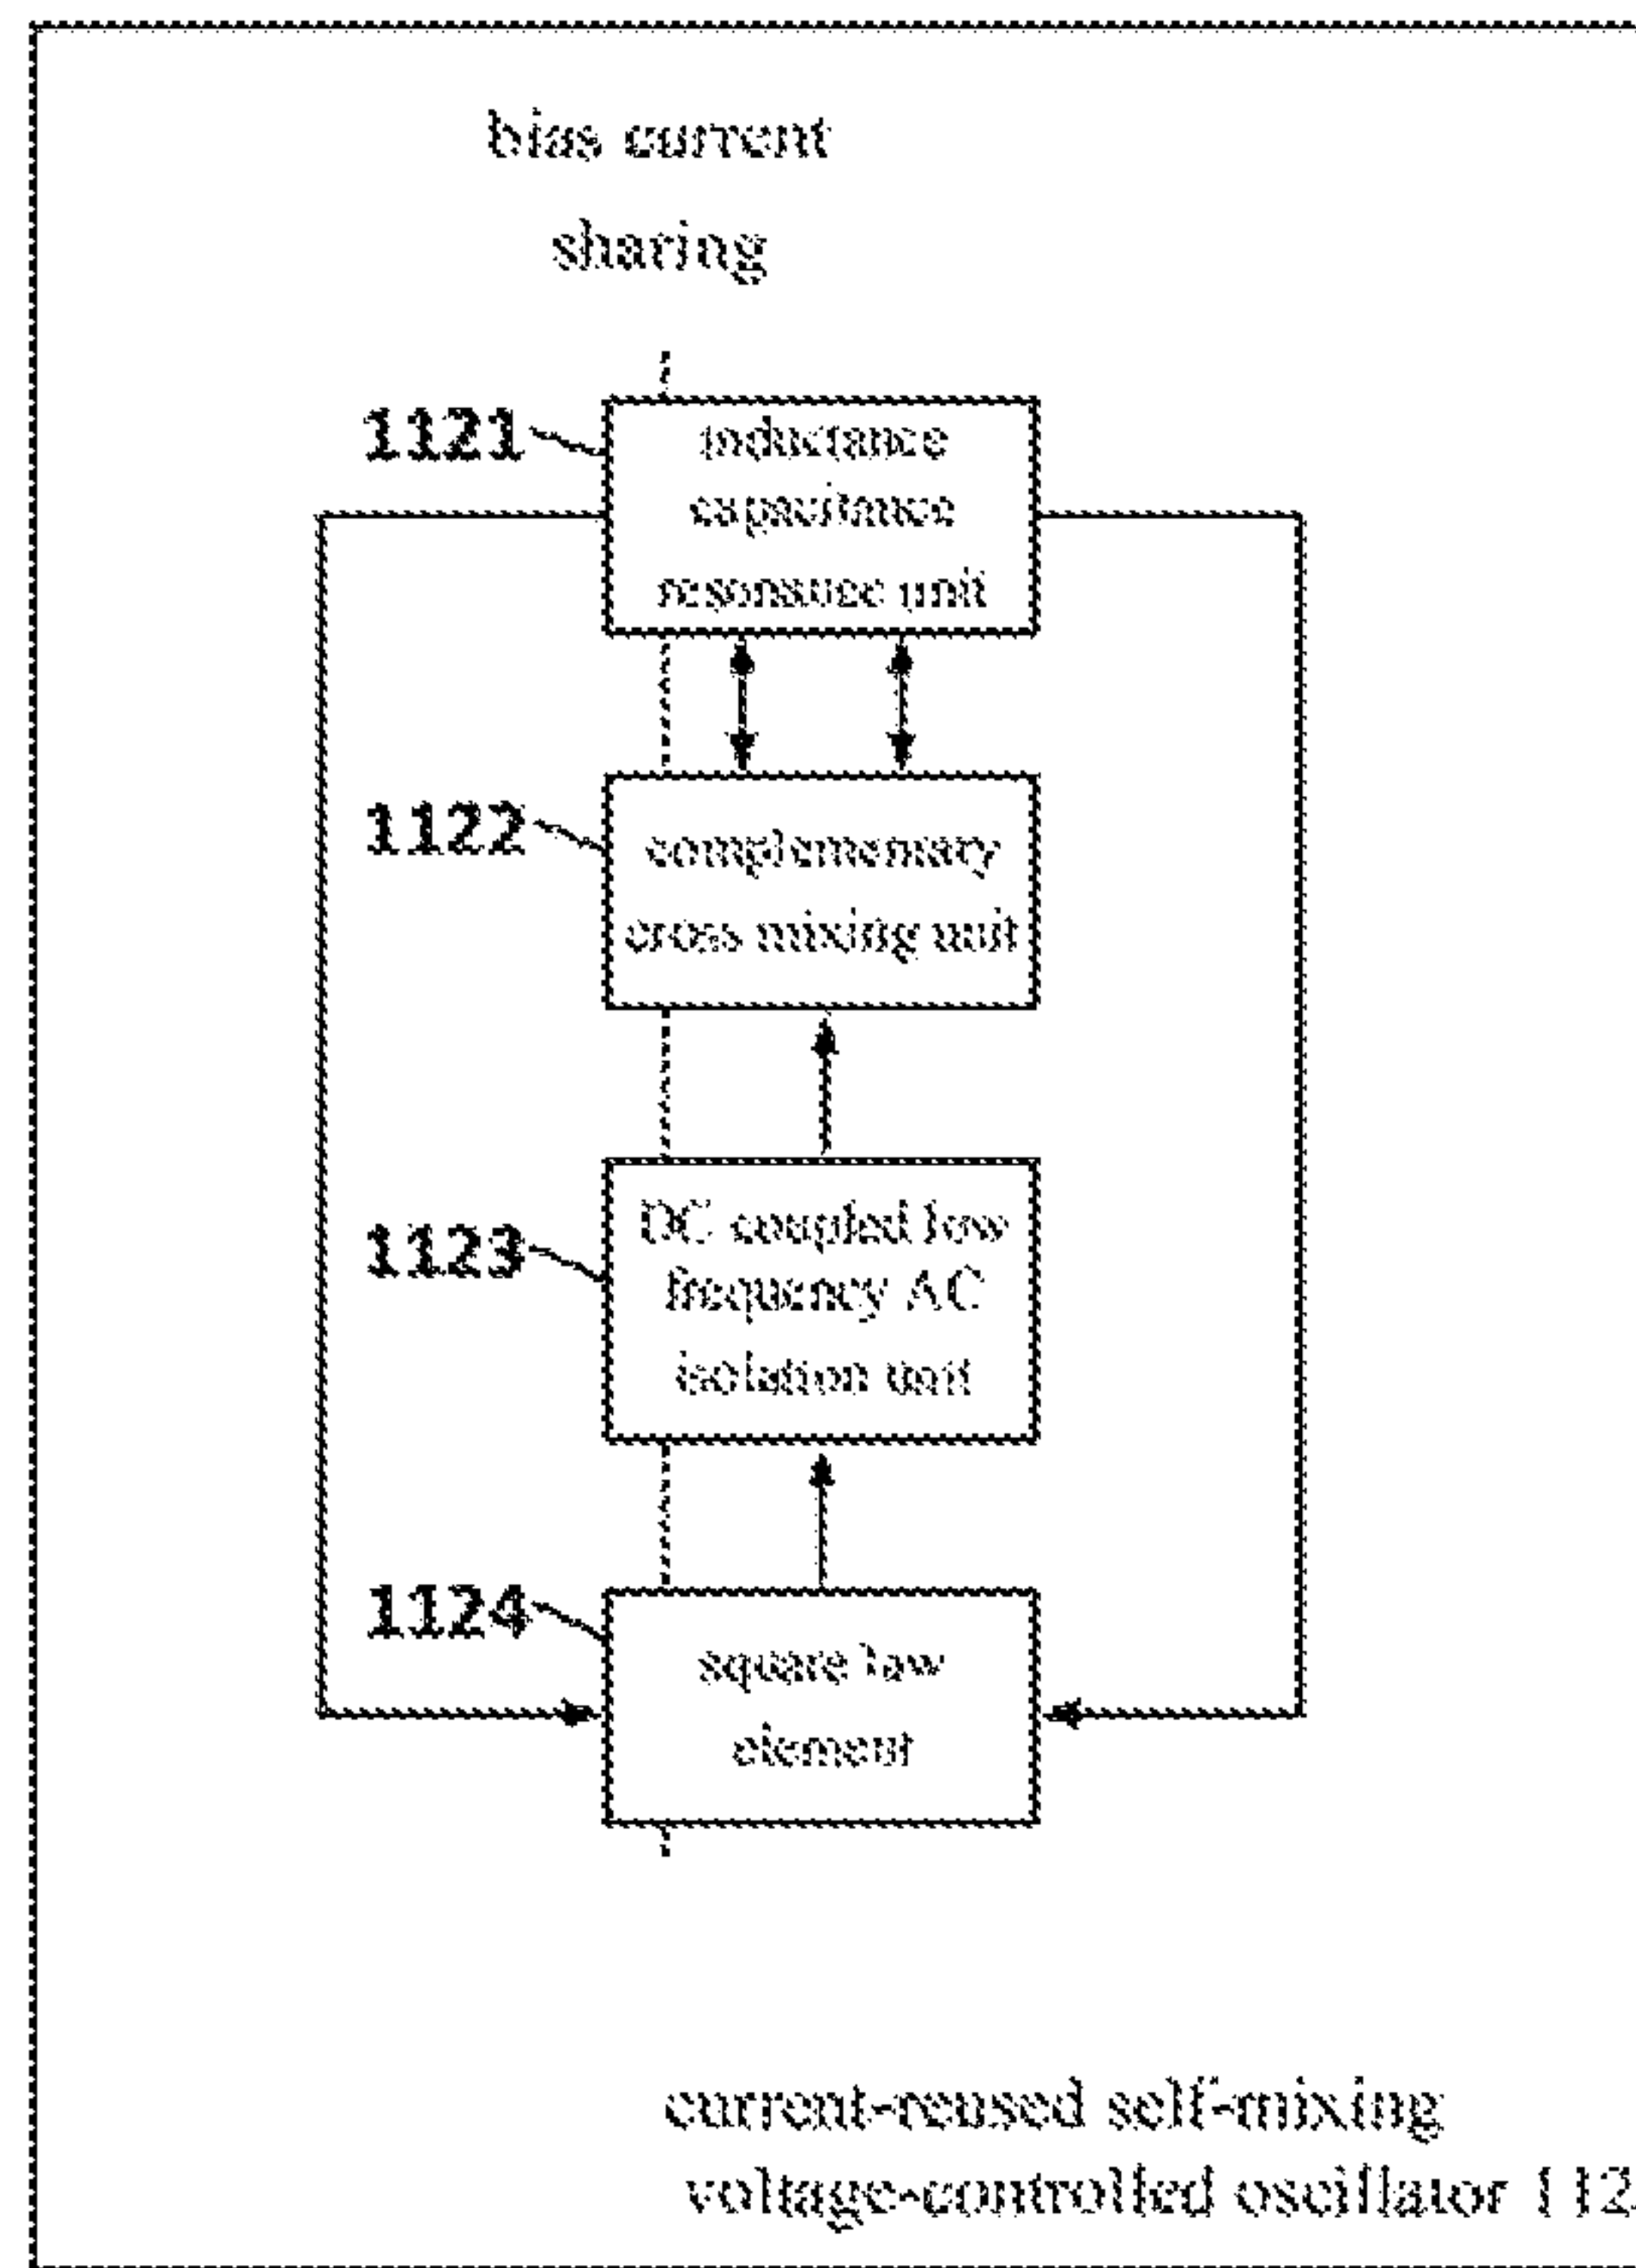 bias current
sharing
1121
inductance
capacitance
resonance unit
1122
complementary
cross mixing unit
1123
DC coupled low
frequency AC
isolation unit
1124
square law
element
current-reused self-mixing
voltage-controlled oscillator 112